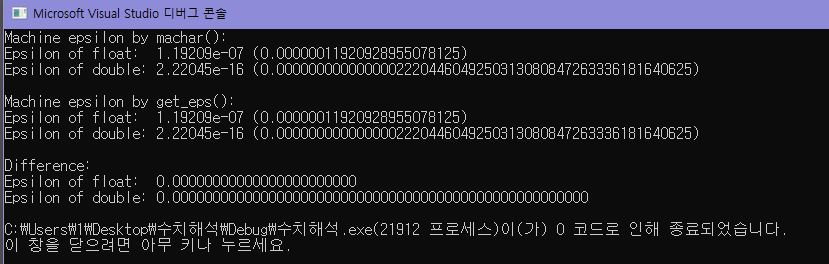 Microsoft Visual Studio 디버그 콘솔
Machine epsilon by machar():
Epsilon of float:  1.19209e-07 (0.00000011920928955078125)
Epsilon of double: 2.22045e-16 (0.0000000000000002220446049250313080847263336181640625)
Machine epsilon by get_eps():
Epsilon of float:  1.19209e-07 (0.00000011920928955078125)
Epsilon of double: 2.22045e-16 (0.0000000000000002220446049250313080847263336181640625)
Difference:
Epsilon of float:  0.00000000000000000000000
Epsilon of double: 0.0000000000000000000000000000000000000000000000000000
C:₩Users₩1₩Desktop₩수치해석₩Debug₩수치해석.exe(21912 프로세스)이(가) 0 코드로 인해 종료되었습니다.
이 창을 닫으려면 아무 키나 누르세요.